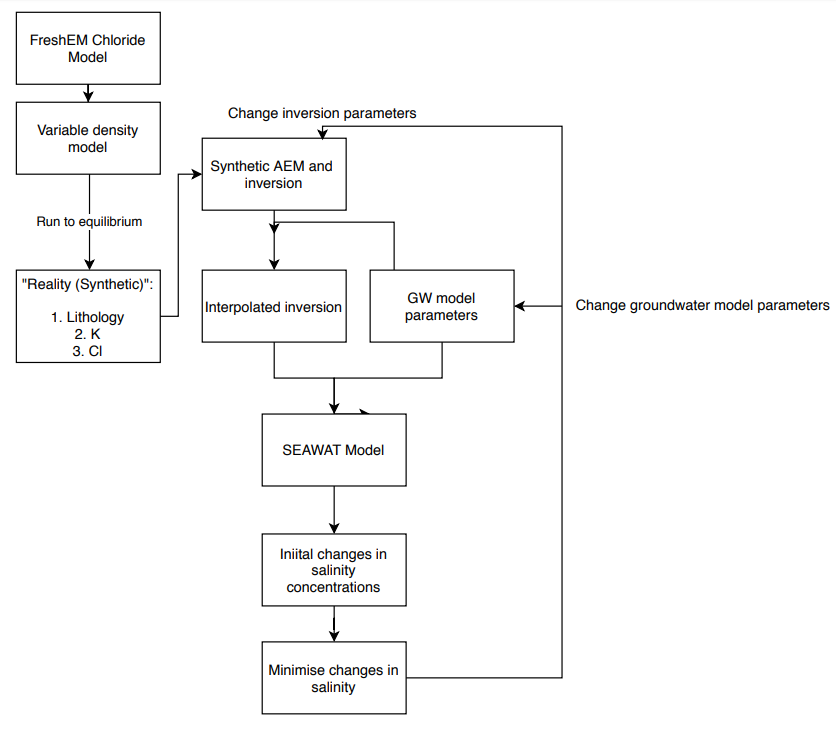 FreshEM Chloride
Model
Variable density
model
Run to equilibrium
"Reality (Synthetic)":
1. Lithology
2. K
3. Cl
Change inversion parameters
Synthetic AEM and
inversion
Interpolated inversion
GW model
parameters
Change groundwater model parameters
SEAWAT Model
Iniital changes in
salinity
concentrations
Minimise changes in
salinity